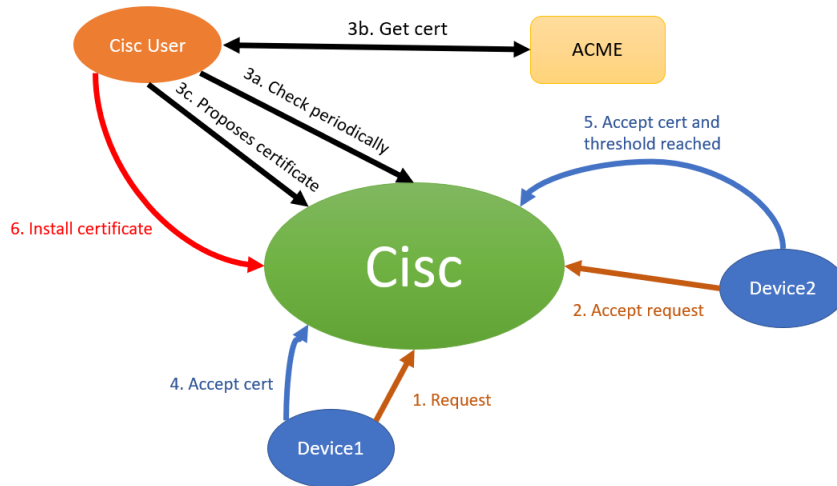 3b. Get cert
Cisc User
ACME
3a. Check periodically
3c. Proposes certificate
5. Accept cert and
threshold reached
6. Install certificate
Cisc
Device2
2. Accept request
4. Accept cert
1. Request
Device1